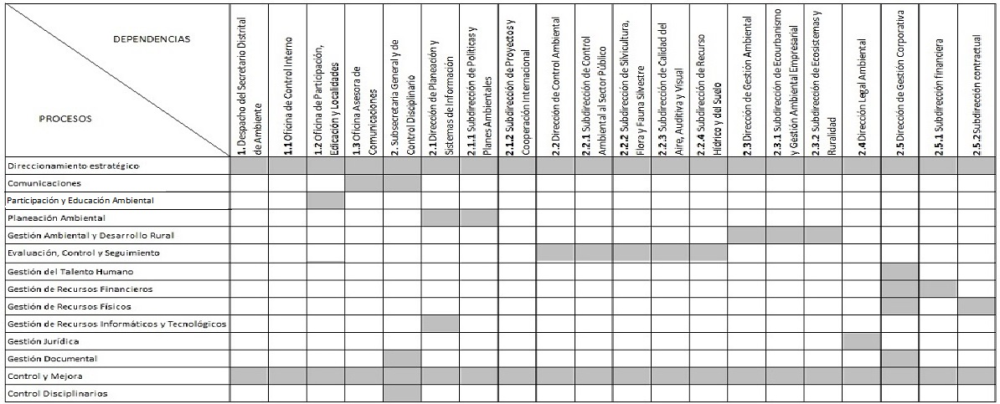 DEPENDENCIAS
PROCESOS
1. Despacho del Secretario Distrital
de Ambiente
1.1 Oficina de Control Interno
1.2 Oficina de Participación,
Edicación y Localidades
1.3 Oficina Asesora de
Comunicaciones
2. Subsecretaría General y de
Control Disciplinario
2.1 Dirección de Planeación y
Sistemas de Información
2.1.1 Subdirección de Políticas y
Planes Ambientales
2.1.2 Subdirección de Proyectos y
Cooperación Internacional
2.2 Dirección de Control Ambiental
2.2.1 Subdirección de Control
Ambiental al Sector Público
2.2.2 Subdirección de Silvicultura,
Flora y Fauna Silvestre
2.2.3 Subdirección de Calidad del
Aire, Auditiva y Visual
2.2.4 Subdirección de Recurso
Hídrico y del Suelo
2.3 Dirección de Gestión Ambiental
2.3.1 Subdirección de Ecourbanismo
y Gestión Ambiental Empresarial
2.3.2 Subdirección de Ecosistemas y
Ruralidad
2.4 Dirección Legal Ambiental
2.5 Dirección de Gestión Corporativa
2.5.1 Subdirección financiera
2.5.2 Subdirección contractual
Direccionamiento estratégico
Comunicaciones
Participación y Educación Ambiental
Planeación Ambiental
Gestión Ambiental y Desarrollo Rural
Evaluación, Control y Seguimiento
Gestión del Talento Humano
Gestión de Recursos Financieros
Gestión de Recursos Físicos
Gestión de Recursos Informáticos y Tecnológicos
Gestión Jurídica
Gestión Documental
Control y Mejora
Control Disciplinarios